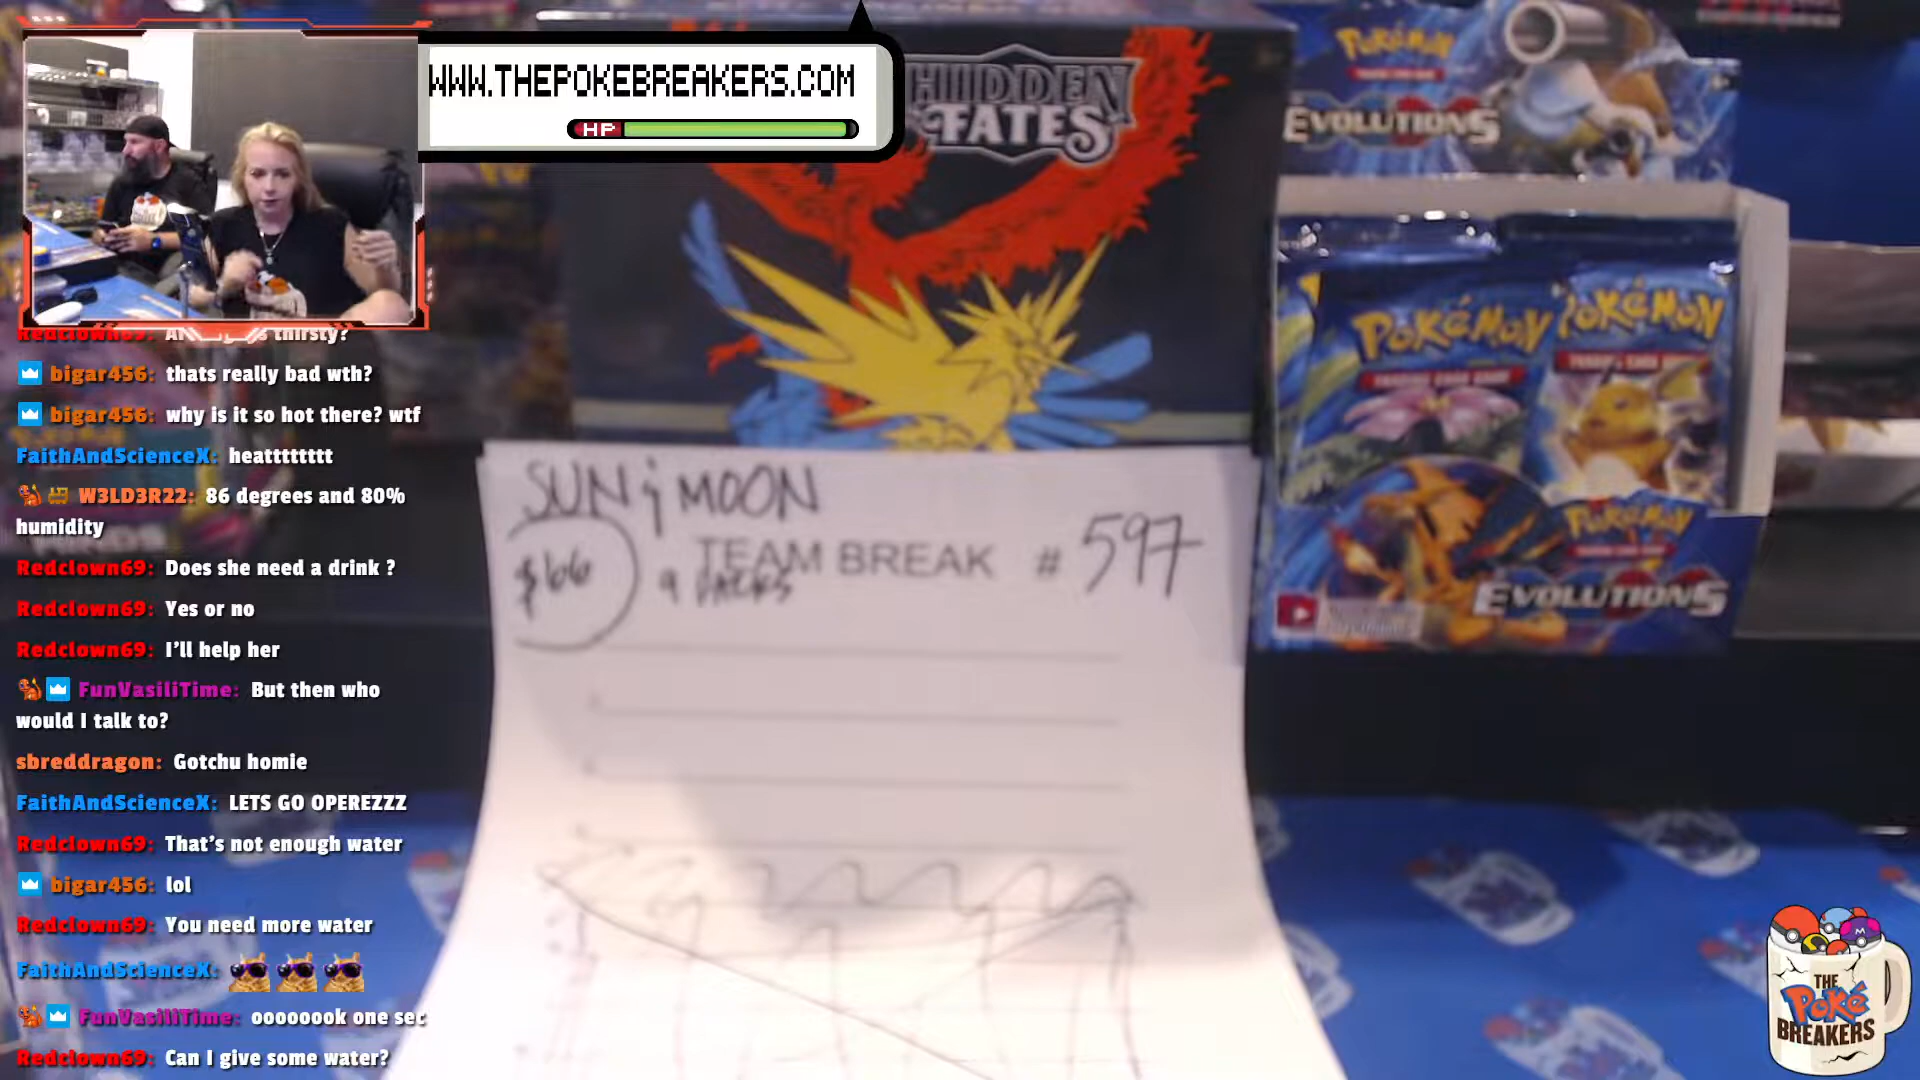 WWW.THEPOKEBREAKERS.COM
HP
HIDDEN
FATES
POKéMON
EVOLUTIONS
POKéMON
POKéMON
POKéMON
EVOLUTIONS
SUN & MOON
$66
TEAM BREAK # 597
9 PACKS
Redclown69: thirsty?
bigar456: thats really bad wth?
bigar456: why is it so hot there? wtf
FaithAndScienceX: heatttttttt
W3LD3R22: 86 degrees and 80%
humidity
Redclown69: Does she need a drink ?
Redclown69: Yes or no
Redclown69: I'll help her
FunVasiliTime: But then who
would I talk to?
sbreddragon: Gotchu homie
FaithAndScienceX: LETS GO OPEREZZZ
Redclown69: That's not enough water
bigar456: lol
Redclown69: You need more water
FaithAndScienceX:
FunVasiliTime: oooooook one sec
Redclown69: Can I give some water?
THE
Poké
BREAKERS